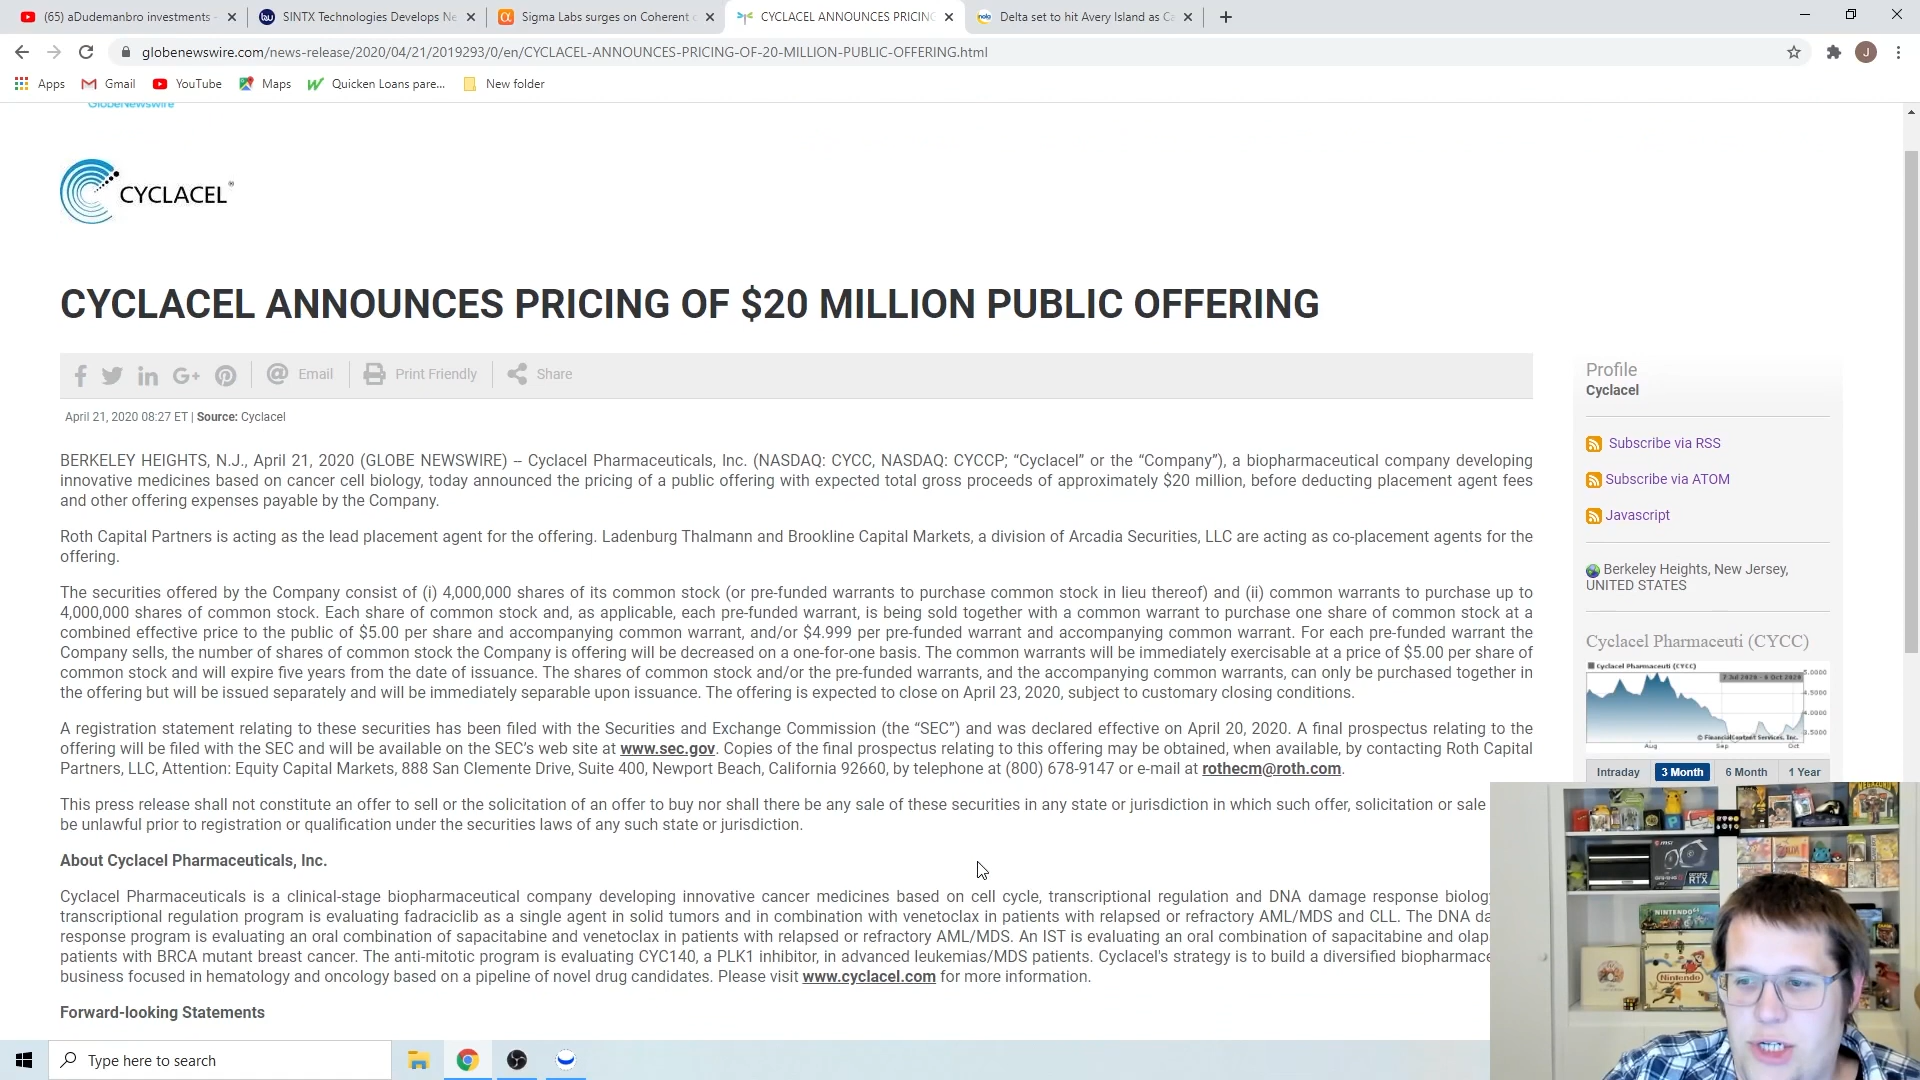 (65) aDudemanbro investments -
SINTX Technologies Develops Ne
Sigma Labs surges on Coherent c
CYCLACEL ANNOUNCES PRICING
Delta set to hit Avery Island as Ca
globenewswire.com/news-release/2020/04/21/2019293/0/en/CYCLACEL-ANNOUNCES-PRICING-OF-20-MILLION-PUBLIC-OFFERING.html
J
Apps
Gmail
YouTube
Maps
Quicken Loans pare...
New folder
GlobeNewswire
CYCLACEL®
CYCLACEL ANNOUNCES PRICING OF $20 MILLION PUBLIC OFFERING
Email
Print Friendly
Share
April 21, 2020 08:27 ET | Source: Cyclacel
BERKELEY HEIGHTS, N.J., April 21, 2020 (GLOBE NEWSWIRE) -- Cyclacel Pharmaceuticals, Inc. (NASDAQ: CYCC, NASDAQ: CYCCP; “Cyclacel” or the “Company”), a biopharmaceutical company developing
innovative medicines based on cancer cell biology, today announced the pricing of a public offering with expected total gross proceeds of approximately $20 million, before deducting placement agent fees
and other offering expenses payable by the Company.
Roth Capital Partners is acting as the lead placement agent for the offering. Ladenburg Thalmann and Brookline Capital Markets, a division of Arcadia Securities, LLC are acting as co-placement agents for the
offering.
The securities offered by the Company consist of (i) 4,000,000 shares of its common stock (or pre-funded warrants to purchase common stock in lieu thereof) and (ii) common warrants to purchase up to
4,000,000 shares of common stock. Each share of common stock and, as applicable, each pre-funded warrant, is being sold together with a common warrant to purchase one share of common stock at a
combined effective price to the public of $5.00 per share and accompanying common warrant, and/or $4.999 per pre-funded warrant and accompanying common warrant. For each pre-funded warrant the
Company sells, the number of shares of common stock the Company is offering will be decreased on a one-for-one basis. The common warrants will be immediately exercisable at a price of $5.00 per share of
common stock and will expire five years from the date of issuance. The shares of common stock and/or the pre-funded warrants, and the accompanying common warrants, can only be purchased together in
the offering but will be issued separately and will be immediately separable upon issuance. The offering is expected to close on April 23, 2020, subject to customary closing conditions.
A registration statement relating to these securities has been filed with the Securities and Exchange Commission (the “SEC”) and was declared effective on April 20, 2020. A final prospectus relating to the
offering will be filed with the SEC and will be available on the SEC's web site at www.sec.gov. Copies of the final prospectus relating to this offering may be obtained, when available, by contacting Roth Capital
Partners, LLC, Attention: Equity Capital Markets, 888 San Clemente Drive, Suite 400, Newport Beach, California 92660, by telephone at (800) 678-9147 or e-mail at rothecm@roth.com.
This press release shall not constitute an offer to sell or the solicitation of an offer to buy nor shall there be any sale of these securities in any state or jurisdiction in which such offer, solicitation or sale
be unlawful prior to registration or qualification under the securities laws of any such state or jurisdiction.
About Cyclacel Pharmaceuticals, Inc.
Cyclacel Pharmaceuticals is a clinical-stage biopharmaceutical company developing innovative cancer medicines based on cell cycle, transcriptional regulation and DNA damage response biology
transcriptional regulation program is evaluating fadraciclib as a single agent in solid tumors and in combination with venetoclax in patients with relapsed or refractory AML/MDS and CLL. The DNA da
response program is evaluating an oral combination of sapacitabine and venetoclax in patients with relapsed or refractory AML/MDS. An IST is evaluating an oral combination of sapacitabine and olap
patients with BRCA mutant breast cancer. The anti-mitotic program is evaluating CYC140, a PLK1 inhibitor, in advanced leukemias/MDS patients. Cyclacel's strategy is to build a diversified biopharmace
business focused in hematology and oncology based on a pipeline of novel drug candidates. Please visit www.cyclacel.com for more information.
Forward-looking Statements
Profile
Cyclacel
Subscribe via RSS
Subscribe via ATOM
Javascript
Berkeley Heights, New Jersey,
UNITED STATES
Cyclacel Pharmaceuti (CYCC)
Cyclacel Pharmaceuti (CYCC)
7 Jul 2020 - 6 Oct 2020
5.0000
4.5000
4.0000
3.5000
© FinancialContent Services, Inc.
Aug
Sep
Oct
Intraday
3 Month
6 Month
1 Year
msi
RTX
NINTENDO
Nintendo
Type here to search